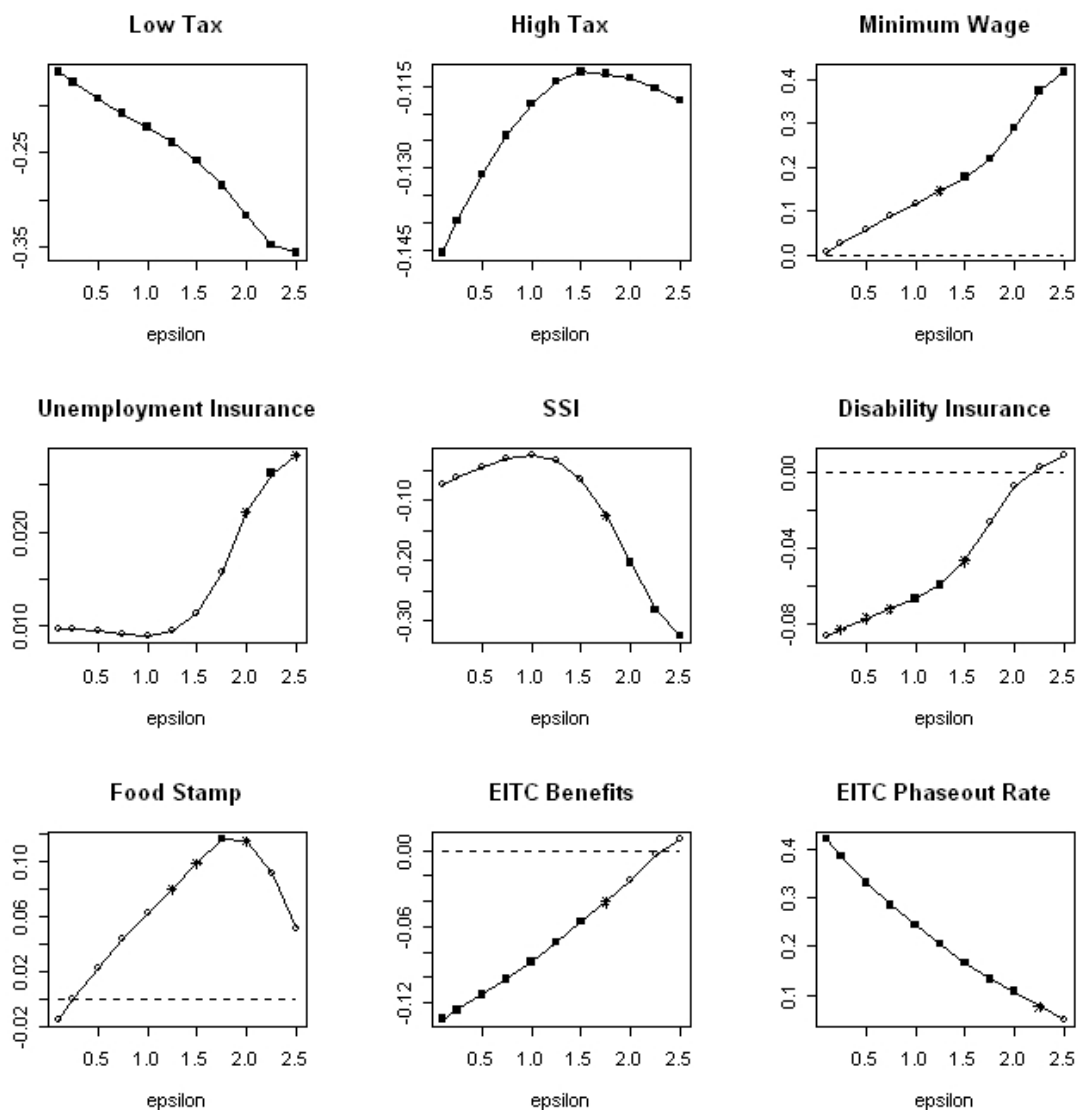 Low Tax
High Tax
Minimum Wage
-0.25
-0.35
0.5 1.0 1.5 2.0 2.5
epsilon
-0.115
-0.130
-0.145
0.5 1.0 1.5 2.0 2.5
epsilon
0.4
0.3
0.2
0.1
0.0
0.5 1.0 1.5 2.0 2.5
epsilon
Unemployment Insurance
SSI
Disability Insurance
0.020
0.010
0.5 1.0 1.5 2.0 2.5
epsilon
-0.10
-0.20
-0.30
0.5 1.0 1.5 2.0 2.5
epsilon
0.00
-0.04
-0.08
0.5 1.0 1.5 2.0 2.5
epsilon
Food Stamp
EITC Benefits
EITC Phaseout Rate
0.10
0.06
0.02
-0.02
0.5 1.0 1.5 2.0 2.5
epsilon
0.00
-0.06
-0.12
0.5 1.0 1.5 2.0 2.5
epsilon
0.4
0.3
0.2
0.1
0.5 1.0 1.5 2.0 2.5
epsilon